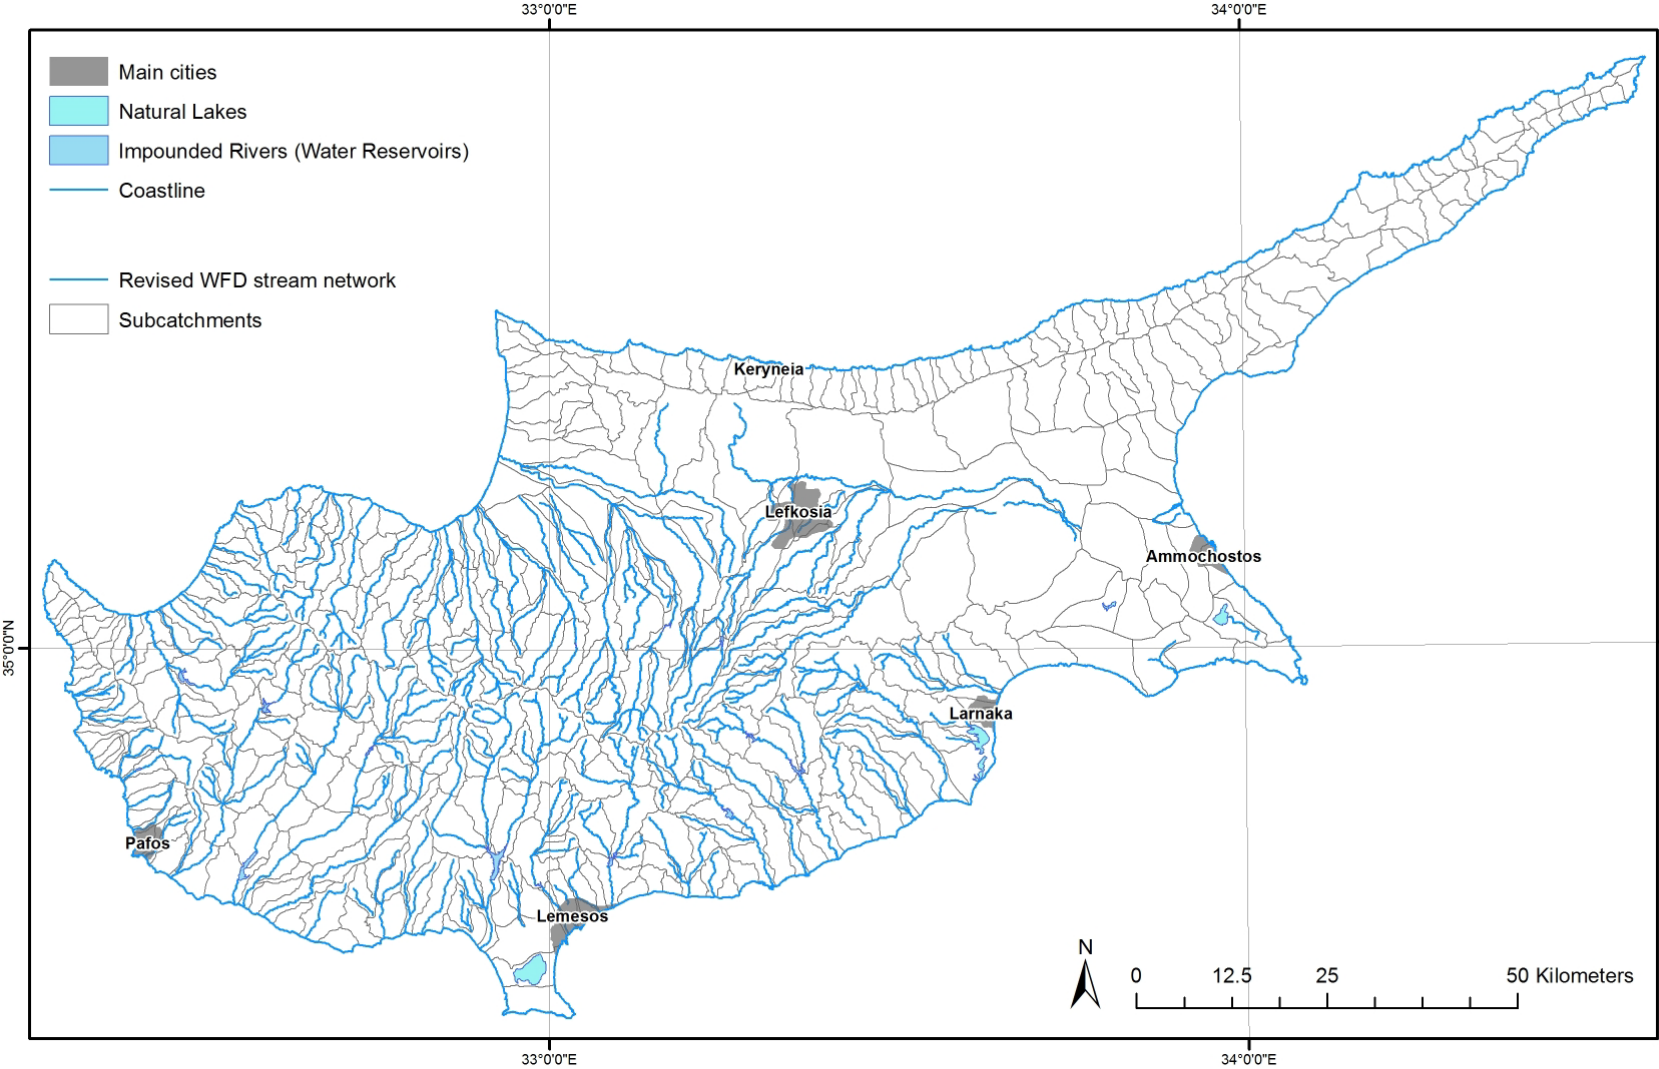 33°0'0"E
34°0'0"E
Main cities
Natural Lakes
Impounded Rivers (Water Reservoirs)
Coastline
Revised WFD stream network
Subcatchments
Keryneia
Lefkosia
Ammochostos
35°0'0"N
Larnaka
Pafos
Lemesos
N
0 12.5 25 50 Kilometers
33°0'0"E
34°0'0"E